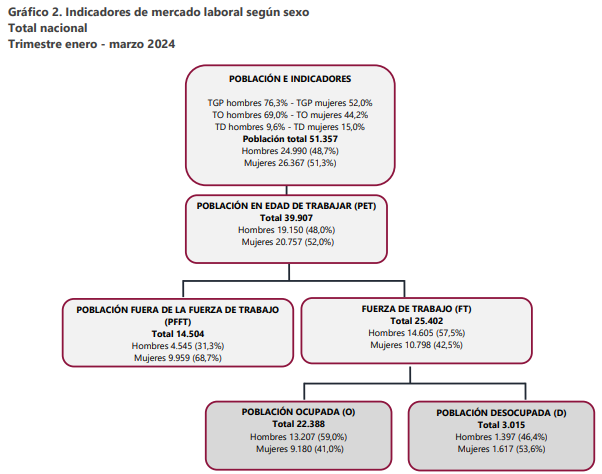 Gráfico 2. Indicadores de mercado laboral según sexo
Total nacional
Trimestre enero - marzo 2024
POBLACIÓN E INDICADORES
TGP hombres 76,3% - TGP mujeres 52,0%
TO hombres 69,0% - TO mujeres 44,2%
TD hombres 9,6% - TD mujeres 15,0%
Población total 51.357
Hombres 24.990 (48,7%)
Mujeres 26.367 (51,3%)
POBLACIÓN EN EDAD DE TRABAJAR (PET)
Total 39.907
Hombres 19.150 (48,0%)
Mujeres 20.757 (52,0%)
POBLACIÓN FUERA DE LA FUERZA DE TRABAJO
(PFFT)
Total 14.504
Hombres 4.545 (31,3%)
Mujeres 9.959 (68,7%)
FUERZA DE TRABAJO (FT)
Total 25.402
Hombres 14.605 (57,5%)
Mujeres 10.798 (42,5%)
POBLACIÓN OCUPADA (O)
Total 22.388
Hombres 13.207 (59,0%)
Mujeres 9.180 (41,0%)
POBLACIÓN DESOCUPADA (D)
Total 3.015
Hombres 1.397 (46,4%)
Mujeres 1.617 (53,6%)